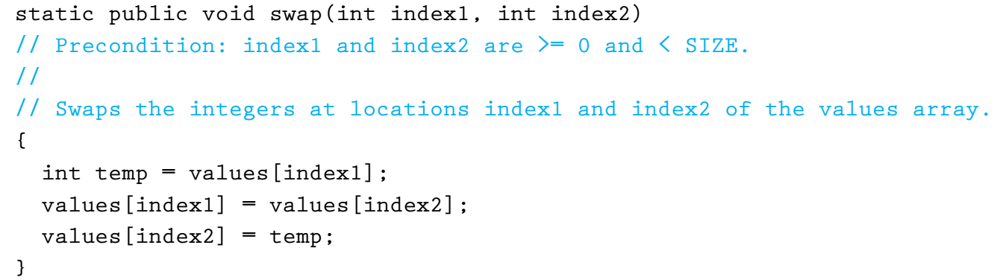 static public void swap(int index1, int index2)
// Precondition: index1 and index2 are >= 0 and < SIZE.
//
// Swaps the integers at locations index1 and index2 of the values array.
{
  int temp = values[index1];
  values[index1] = values[index2];
  values[index2] = temp;
}